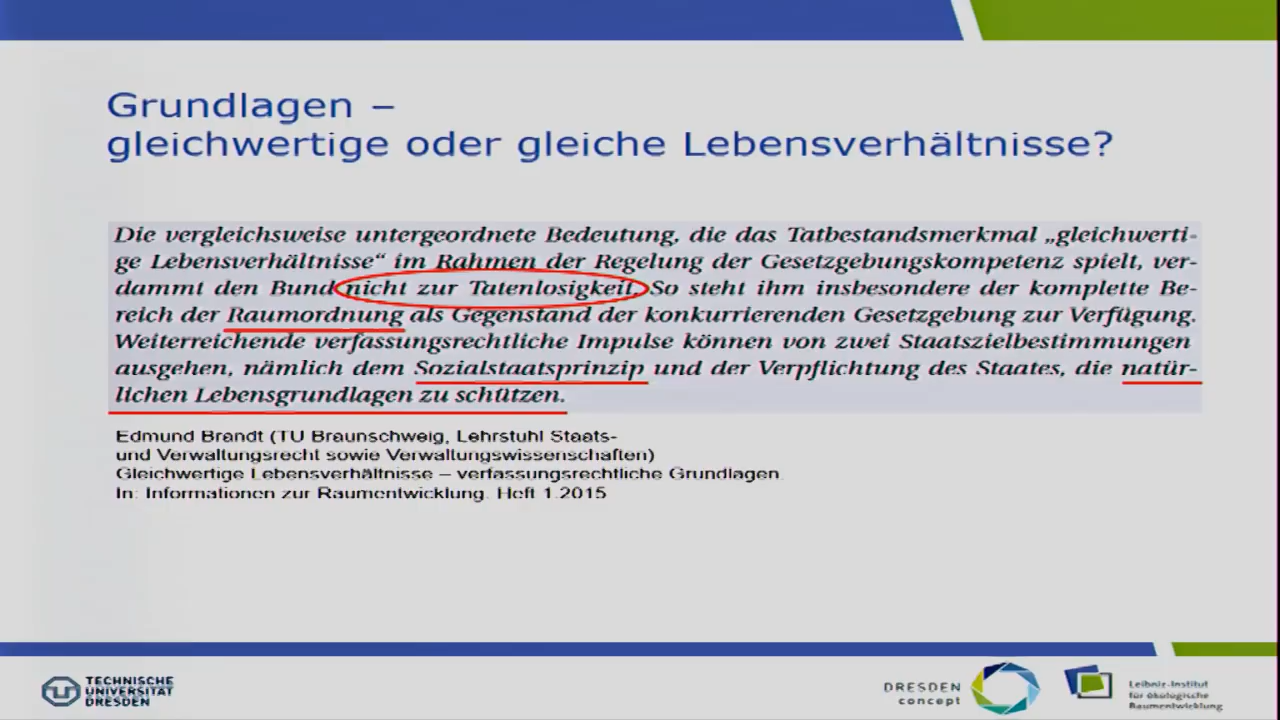 Grundlagen –
gleichwertige oder gleiche Lebensverhältnisse?
Die vergleichsweise untergeordnete Bedeutung, die das Tatbestandsmerkmal „gleichwerti-
ge Lebensverhältnisse“ im Rahmen der Regelung der Gesetzgebungskompetenz spielt, ver-
dammt den Bund nicht zur Tatenlosigkeit. So steht ihm insbesondere der komplette Be-
reich der Raumordnung als Gegenstand der konkurrierenden Gesetzgebung zur Verfügung.
Weiterreichende verfassungsrechtliche Impulse können von zwei Staatszielbestimmungen
ausgehen, nämlich dem Sozialstaatsprinzip und der Verpflichtung des Staates, die natür-
lichen Lebensgrundlagen zu schützen.
Edmund Brandt (TU Braunschweig, Lehrstuhl Staats-
und Verwaltungsrecht sowie Verwaltungswissenschaften)
Gleichwertige Lebensverhältnisse – verfassungsrechtliche Grundlagen
In: Informationen zur Raumentwicklung. Heft 1.2015
TECHNISCHE
UNIVERSITÄT
DRESDEN
DRESDEN
concept
Leibniz-Institut
für ökologische
Raumentwicklung